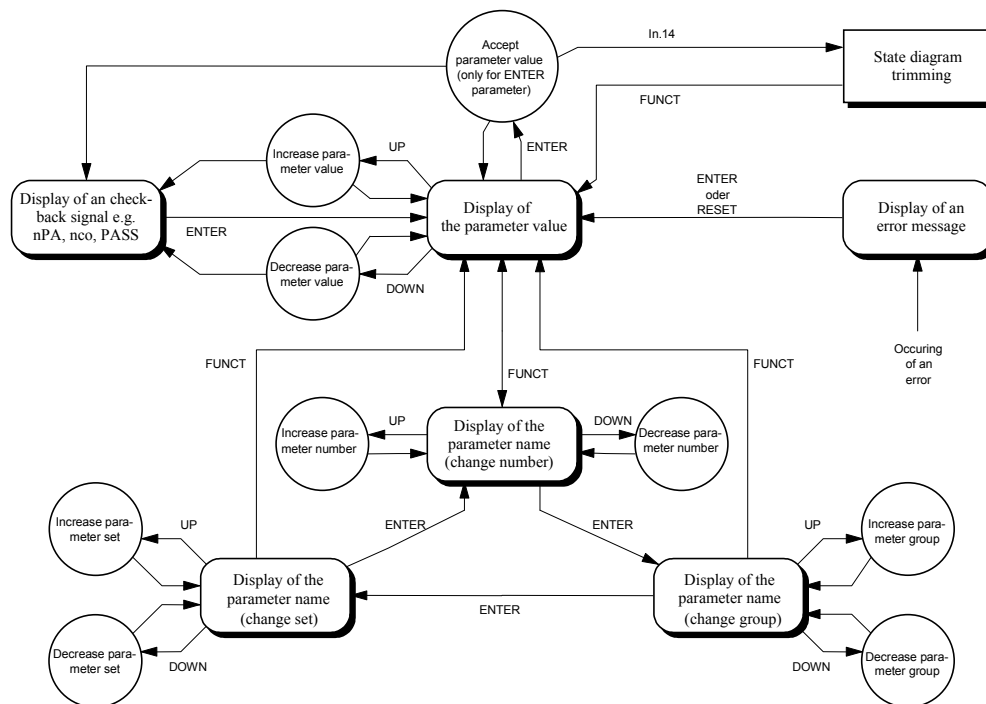 Accept
parameter value
(only for ENTER
parameter)
In.14
State diagram
trimming
FUNCT
ENTER
Increase para-
meter value
UP
Display of an check-
back signal e.g.
nPA, nco, PASS
ENTER
Display of
the parameter value
ENTER
oder
RESET
Display of an
error message
Decrease para-
meter value
DOWN
Occuring
of an
error
FUNCT
FUNCT
FUNCT
Increase para-
meter number
UP
Display of the
parameter name
(change number)
DOWN
Decrease para-
meter number
Increase para-
meter set
UP
ENTER
ENTER
UP
Increase para-
meter group
Display of the
parameter name
(change set)
ENTER
Display of the
parameter name
(change group)
Decrease para-
meter set
DOWN
DOWN
Decrease para-
meter group